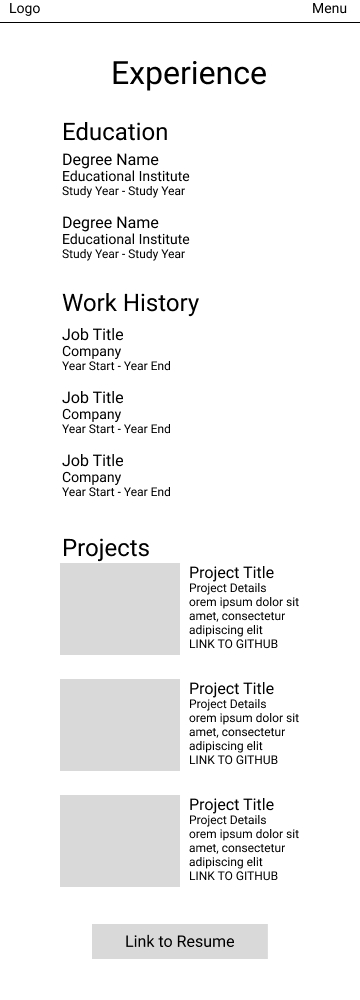 Logo
Menu
Experience
Education
Degree Name
Educational Institute
Study Year - Study Year
Degree Name
Educational Institute
Study Year - Study Year
Work History
Job Title
Company
Year Start - Year End
Job Title
Company
Year Start - Year End
Job Title
Company
Year Start - Year End
Projects
Project Title
Project Details
orem ipsum dolor sit
amet, consectetur
adipiscing elit
LINK TO GITHUB
Project Title
Project Details
orem ipsum dolor sit
amet, consectetur
adipiscing elit
LINK TO GITHUB
Project Title
Project Details
orem ipsum dolor sit
amet, consectetur
adipiscing elit
LINK TO GITHUB
Link to Resume